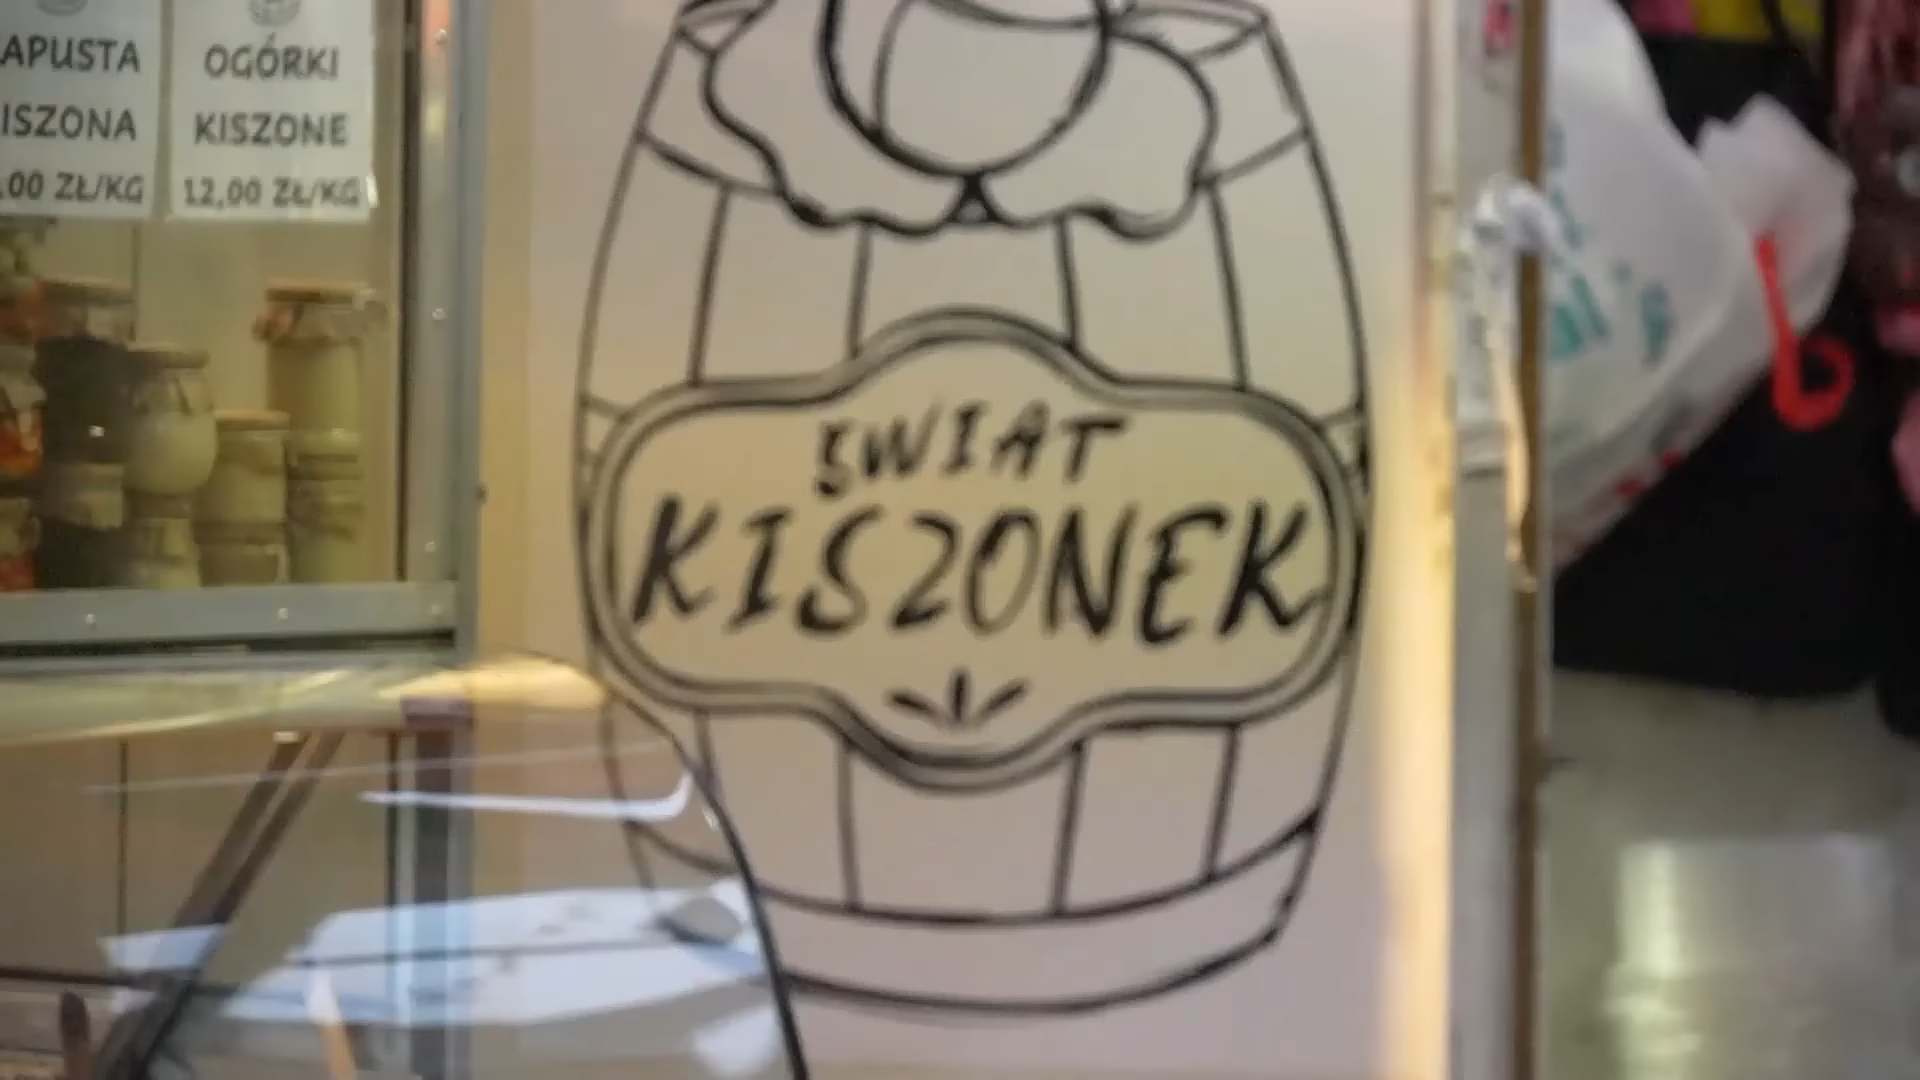 APUSTA
ISZONA
.00 ZŁ/KG
OGÓRKI
KISZONE
12,00 ZŁ/KG
ŚWIAT
KISZONEK